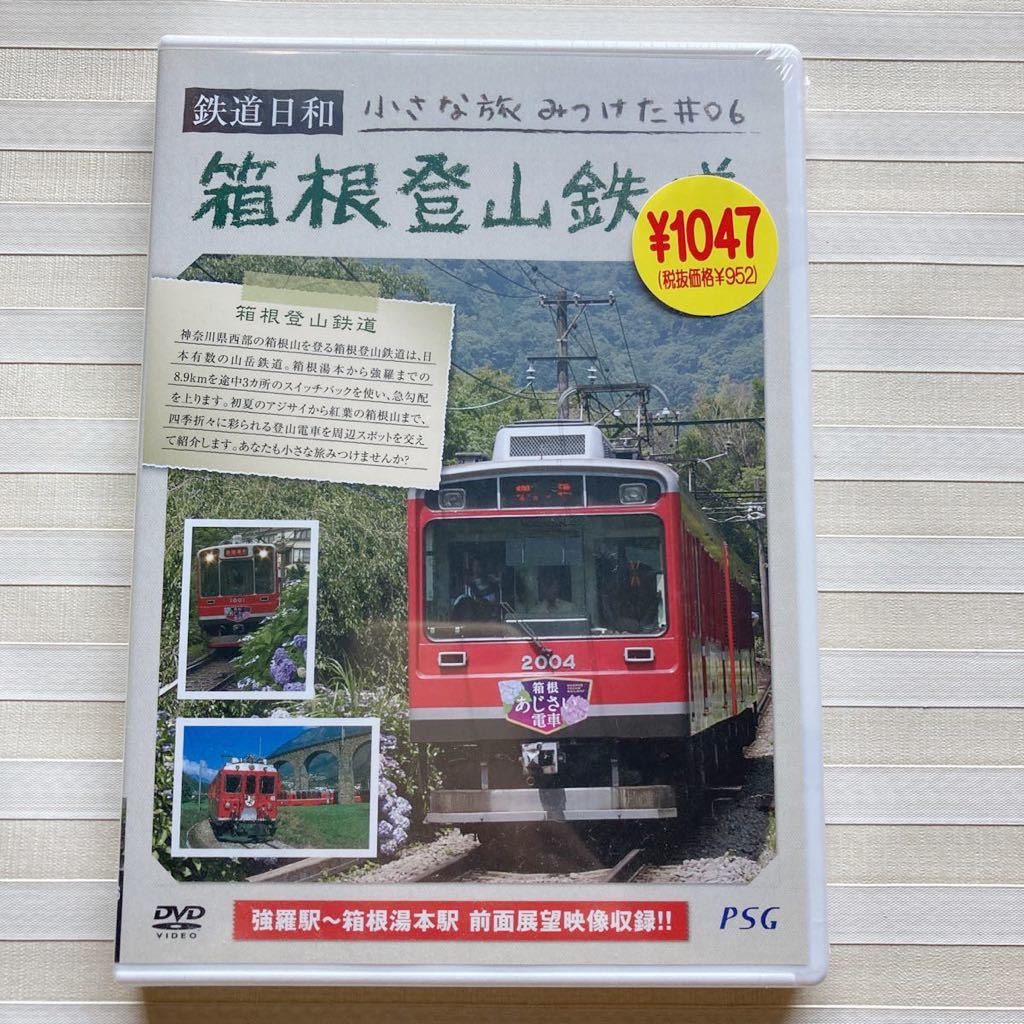 鉄道日和
小さな旅 みつけた#06
箱根登山鉄道
¥1047
(税抜価格¥952)
箱根登山鉄道
神奈川県西部の箱根山を登る箱根登山鉄道は、日
本有数の山岳鉄道。箱根湯本から強羅までの
8.9kmを途中3カ所のスイッチバックを使い、急勾配
を上ります。初夏のアジサイから紅葉の箱根山まで、
四季折々に彩られる登山電車を周辺スポットを交え
て紹介します。あなたも小さな旅みつけませんか?
2004
箱根
あじさい
電車
1001
DVD
VIDEO
強羅駅～箱根湯本駅 前面展望映像収録!!
PSG